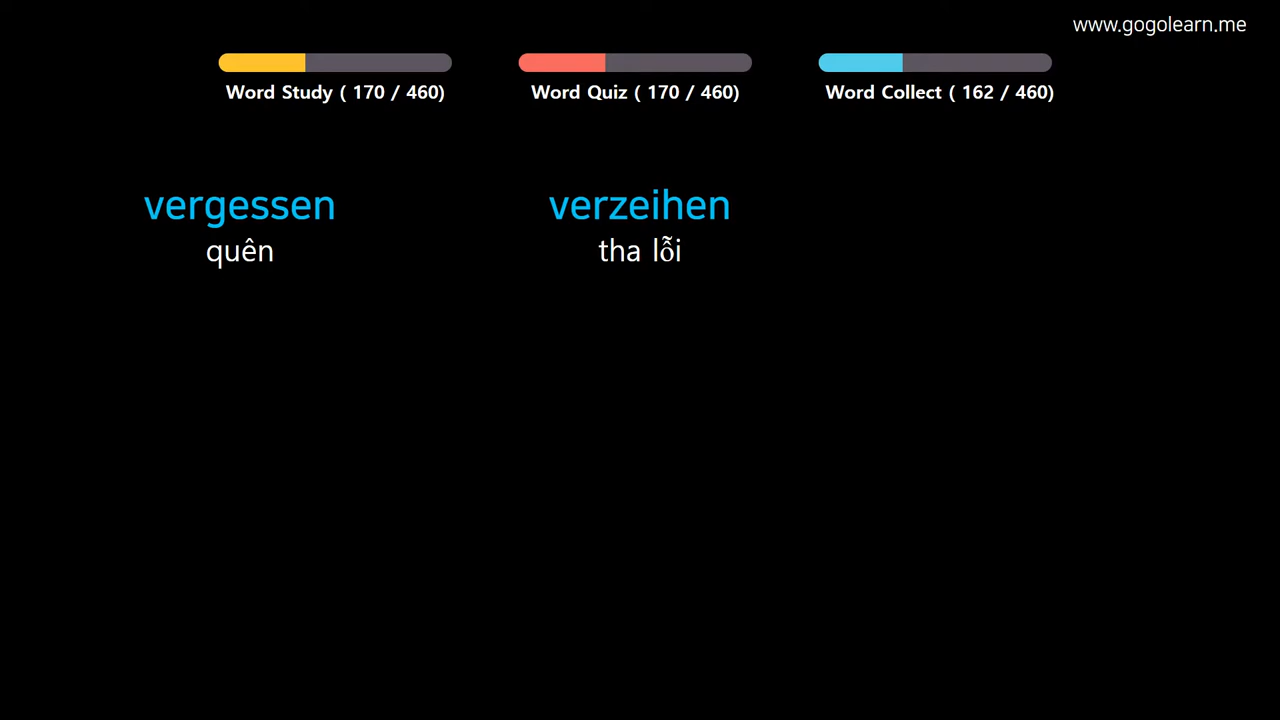 www.gogolearn.me
Word Study ( 170 / 460)
Word Quiz ( 170 / 460)
Word Collect ( 162 / 460)
vergessen
quên
verzeihen
tha lỗi